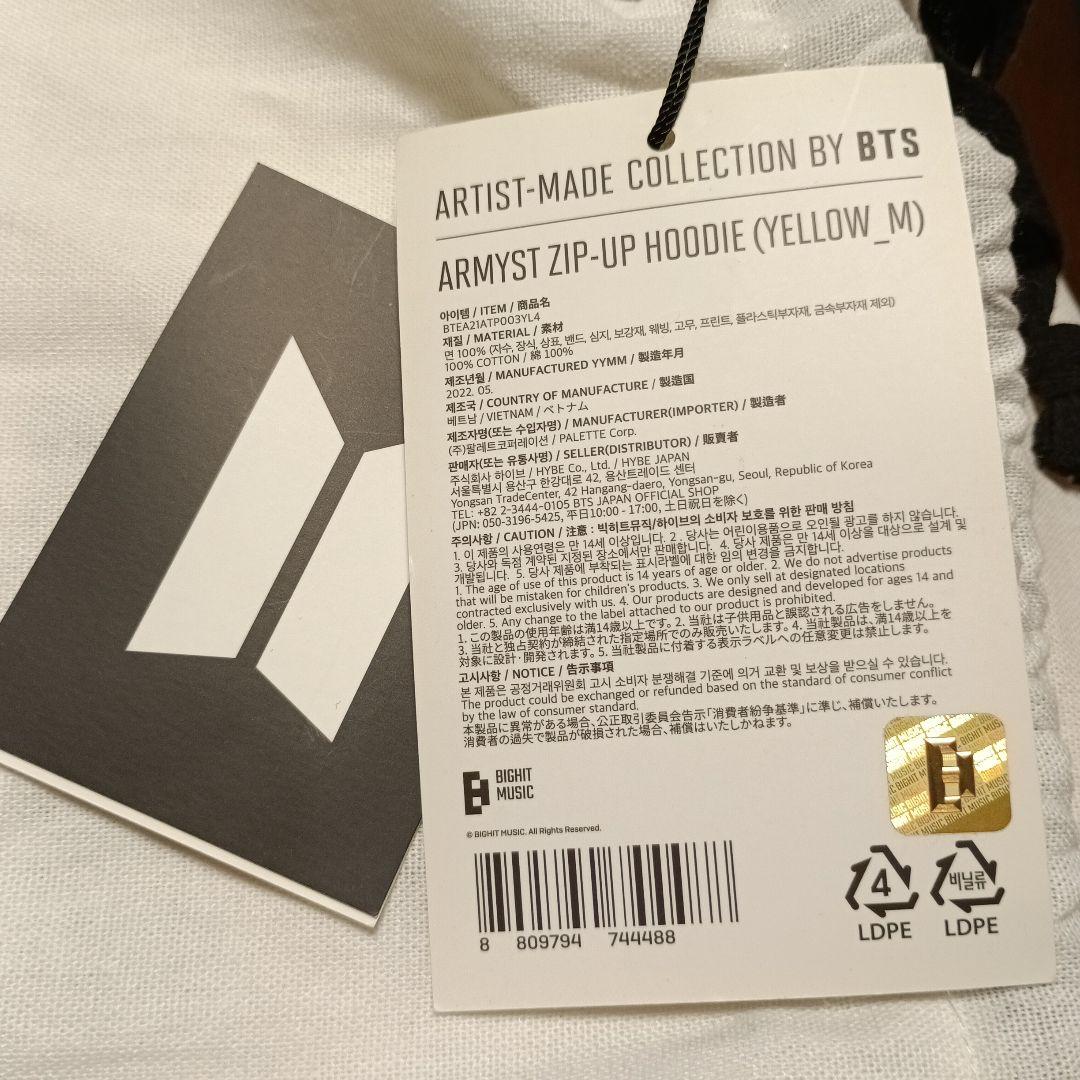 ARTIST-MADE COLLECTION BY BTS
ARMYST ZIP-UP HOODIE (YELLOW_M)
아이템 / ITEM / 商品名
BTEA21ATP003YL4
재질 / MATERIAL / 素材
면 100% (자수, 장식, 상표, 밴드, 심지, 보강재, 웨빙, 고무, 프린트, 플라스틱부자재, 금속부자재 제외)
100% COTTON / 綿 100%
제조년월 / MANUFACTURED YYMM / 製造年月
2022. 05.
제조국 / COUNTRY OF MANUFACTURE / 製造国
베트남 / VIETNAM / ベトナム
제조자명(또는 수입자명) / MANUFACTURER(IMPORTER) / 製造者
(주)팔레트코퍼레이션 / PALETTE Corp.
판매자(또는 유통사명) / SELLER(DISTRIBUTOR) / 販賣者
주식회사 하이브 / HYBE Co., Ltd. / HYBE JAPAN
서울특별시 용산구 한강대로 42, 용산트레이드 센터
Yongsan TradeCenter, 42 Hangang-daero, Yongsan-gu, Seoul, Republic of Korea
TEL: +82 2-3444-0105 BTS JAPAN OFFICIAL SHOP
(JPN: 050-3196-5425, 平日10:00 - 17:00, 土日祝日を除く)
주의사항 / CAUTION / 注意 : 빅히트뮤직/하이브의 소비자 보호를 위한 판매 방침
1. 이 제품의 사용연령은 만 14세 이상입니다. 2. 당사는 어린이용품으로 오인될 광고를 하지 않습니다.
3. 당사와 독점 계약된 지정된 장소에서만 판매합니다. 4. 당사 제품은 만 14세 이상을 대상으로 설계 및
개발됩니다. 5. 당사 제품에 부착되는 표시라벨에 대한 임의 변경을 금지합니다.
1. The age of use of this product is 14 years of age or older. 2. We do not advertise products
that will be mistaken for children's products. 3. We only sell at designated locations
contracted exclusively with us. 4. Our products are designed and developed for ages 14 and
older. 5. Any change to the label attached to our product is prohibited.
1. この製品の使用年齢は満14歳以上です。2. 当社は子供用品と誤認される広告をしません。
3. 当社と独占契約が締結された指定場所でのみ販売いたします。4. 当社製品は、満14歳以上を
対象に設計·開発されます。5. 当社製品に付着する表示ラベルへの任意変更は禁止します。
고시사항 / NOTICE / 告示事項
본 제품은 공정거래위원회 고시 소비자 분쟁해결 기준에 의거 교환 및 보상을 받으실 수 있습니다.
The product could be exchanged or refunded based on the standard of consumer conflict
by the law of consumer standard.
本製品に異常がある場合、公正取引委員会告示「消費者紛争基準」に準じ、補償いたします。
消費者の過失で製品が破損された場合、補償はいたしかねます。
BIGHIT
MUSIC
© BIGHIT MUSIC. All Rights Reserved.
8 809794 744488
4
LDPE
비닐류
LDPE